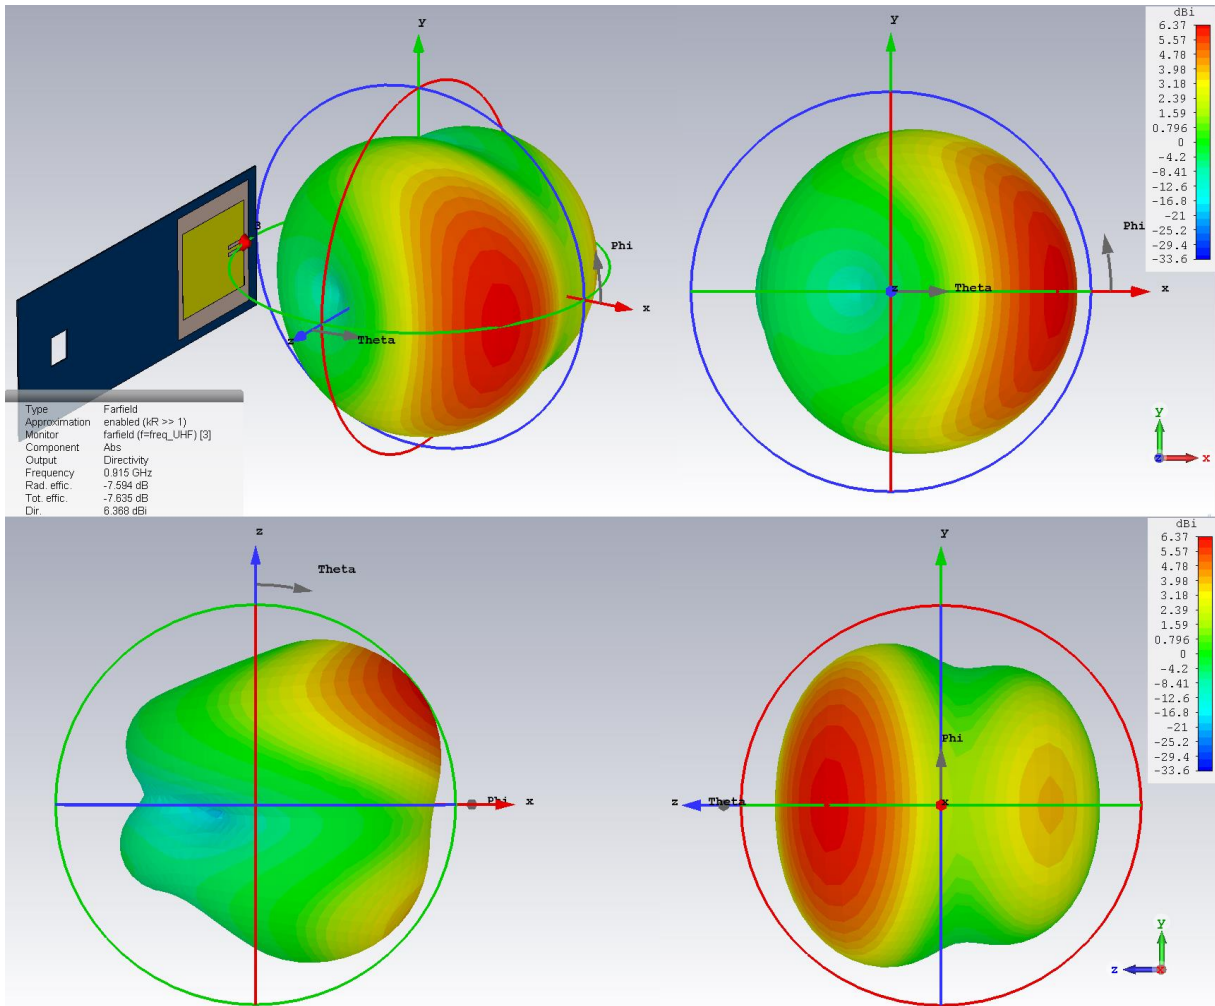 y
x
z
Phi
Theta
3
Type Farfield
Approximation enabled (kR >> 1)
Monitor farfield (f=freq_UHF) [3]
Component Abs
Output Directivity
Frequency 0.915 GHz
Rad. effic. -7.594 dB
Tot. effic. -7.635 dB
Dir. 6.368 dBi
y
Phi
z
Theta
x
dBi
6.37
5.57
4.78
3.98
3.18
2.39
1.59
0.796
0
-4.2
-8.41
-12.6
-16.8
-21
-25.2
-29.4
-33.6
y
z
x
z
Theta
Phi
x
y
Phi
z
Theta
x
dBi
6.37
5.57
4.78
3.98
3.18
2.39
1.59
0.796
0
-4.2
-8.41
-12.6
-16.8
-21
-25.2
-29.4
-33.6
y
z
x